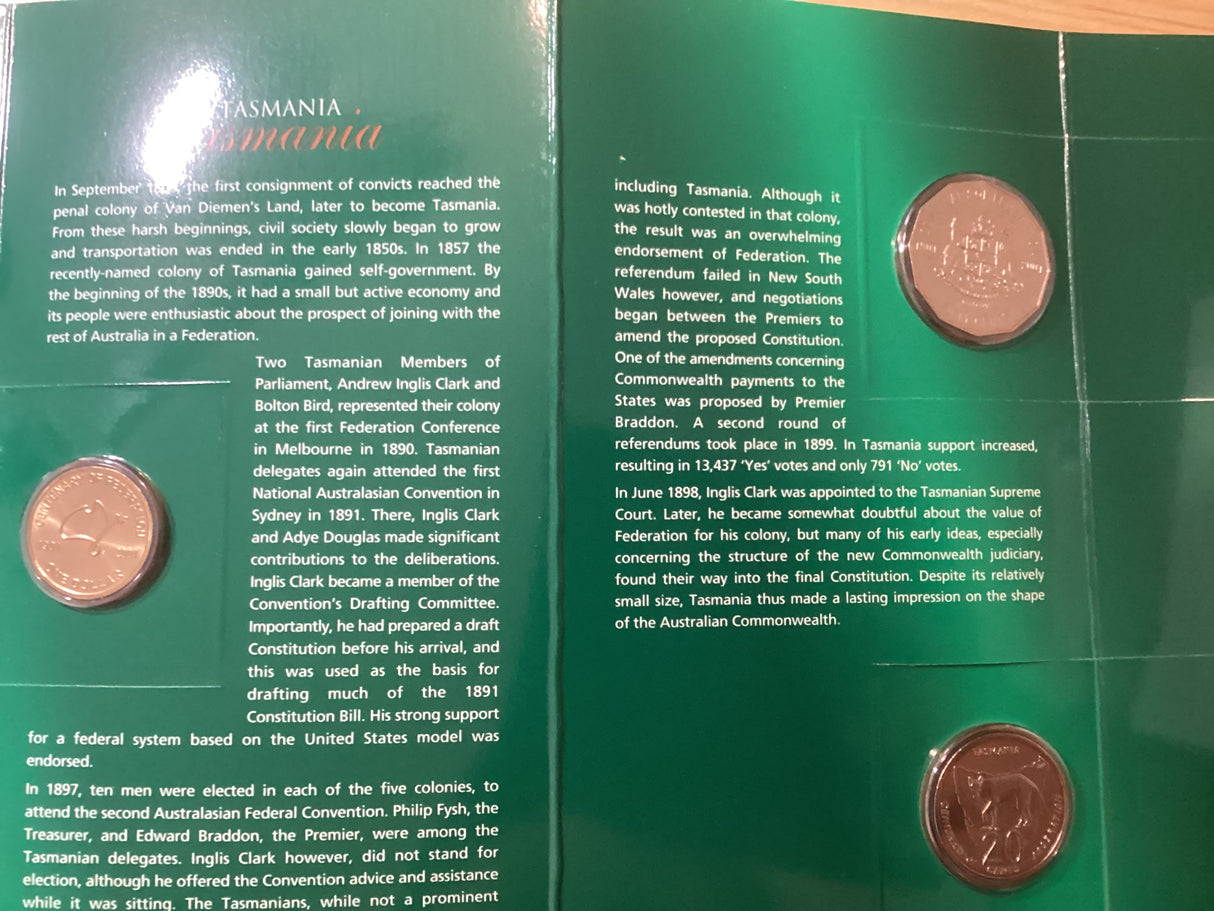 TASMANIA
In September the first consignment of convicts reached the
penal colony of Van Diemen's Land, later to become Tasmania.
From these harsh beginnings, civil society slowly began to grow
and transportation was ended in the early 1850s. In 1857 the
recently-named colony of Tasmania gained self-government. By
the beginning of the 1890s, it had a small but active economy and
its people were enthusiastic about the prospect of joining with the
rest of Australia in a Federation.
Two Tasmanian Members of
Parliament, Andrew Inglis Clark and
Bolton Bird, represented their colony
at the first Federation Conference
in Melbourne in 1890. Tasmanian
delegates again attended the first
National Australasian Convention in
Sydney in 1891. There, Inglis Clark
and Adye Douglas made significant
contributions to the deliberations.
Inglis Clark became a member of the
Convention's Drafting Committee.
Importantly, he had prepared a draft
Constitution before his arrival, and
this was used as the basis for
drafting much of the 1891
Constitution Bill. His strong support
for a federal system based on the United States model was
endorsed.
In 1897, ten men were elected in each of the five colonies, to
attend the second Australasian Federal Convention. Philip Fysh, the
Treasurer, and Edward Braddon, the Premier, were among the
Tasmanian delegates. Inglis Clark however, did not stand for
election, although he offered the Convention advice and assistance
while it was sitting. The Tasmanians, while not a prominent
CENTENARY OF FEDERATION
ONE DOLLAR
including Tasmania. Although it
was hotly contested in that colony,
the result was an overwhelming
endorsement of Federation. The
referendum failed in New South
Wales however, and negotiations
began between the Premiers to
amend the proposed Constitution.
One of the amendments concerning
Commonwealth payments to the
States was proposed by Premier
Braddon. A second round of
referendums took place in 1899. In Tasmania support increased,
resulting in 13,437 'Yes' votes and only 791 'No' votes.
In June 1898, Inglis Clark was appointed to the Tasmanian Supreme
Court. Later, he became somewhat doubtful about the value of
Federation for his colony, but many of his early ideas, especially
concerning the structure of the new Commonwealth judiciary,
found their way into the final Constitution. Despite its relatively
small size, Tasmania thus made a lasting impression on the shape
of the Australian Commonwealth.
1901
2001
TASMANIA
CENTENARY OF FEDERATION
20
CENTS